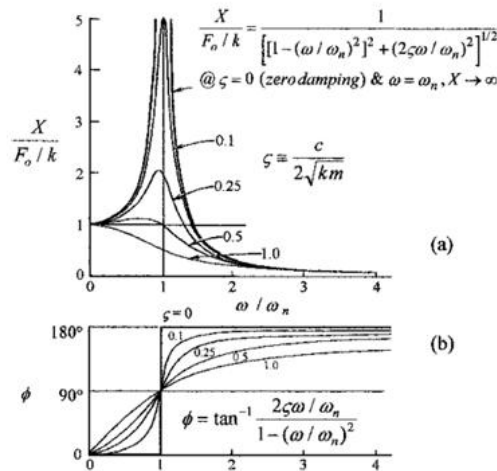 X / (F_o / k) = 1 / {[1-(ω/ω_n)^2]^2 + (2ςω/ω_n)^2}^{1/2}
@ ς = 0 (zero damping) & ω = ω_n, X → ∞
5
4
3
2
1
0
X / (F_o / k)
0.1
0.25
0.5
1.0
ς ≅ c / (2√km)
(a)
0
1
2
3
4
ω / ω_n
ς = 0
180°
90°
0
φ
0.1
0.25
0.5
1.0
(b)
φ = tan^{-1} (2ςω/ω_n) / (1-(ω/ω_n)^2)
0
1
2
3
4